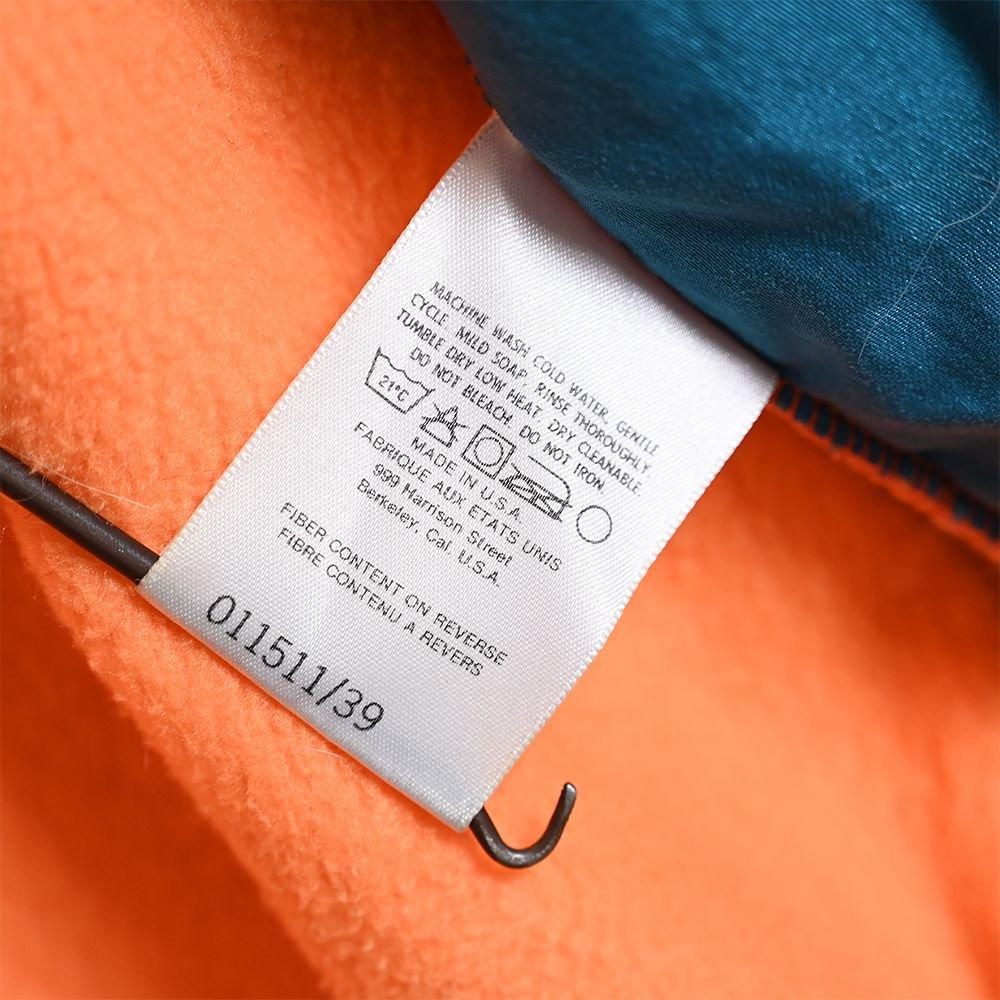 MACHINE WASH COLD WATER, GENTLE
CYCLE. MILD SOAP, RINSE THOROUGHLY.
TUMBLE DRY LOW HEAT. DRY CLEANABLE.
DO NOT BLEACH. DO NOT IRON.
21°C
MADE IN U.S.A.
FABRIQUE AUX ETATS UNIS
999 Harrison Street
Berkeley, Cal. U.S.A.
FIBER CONTENT ON REVERSE
FIBRE CONTENU A REVERS
011511/39